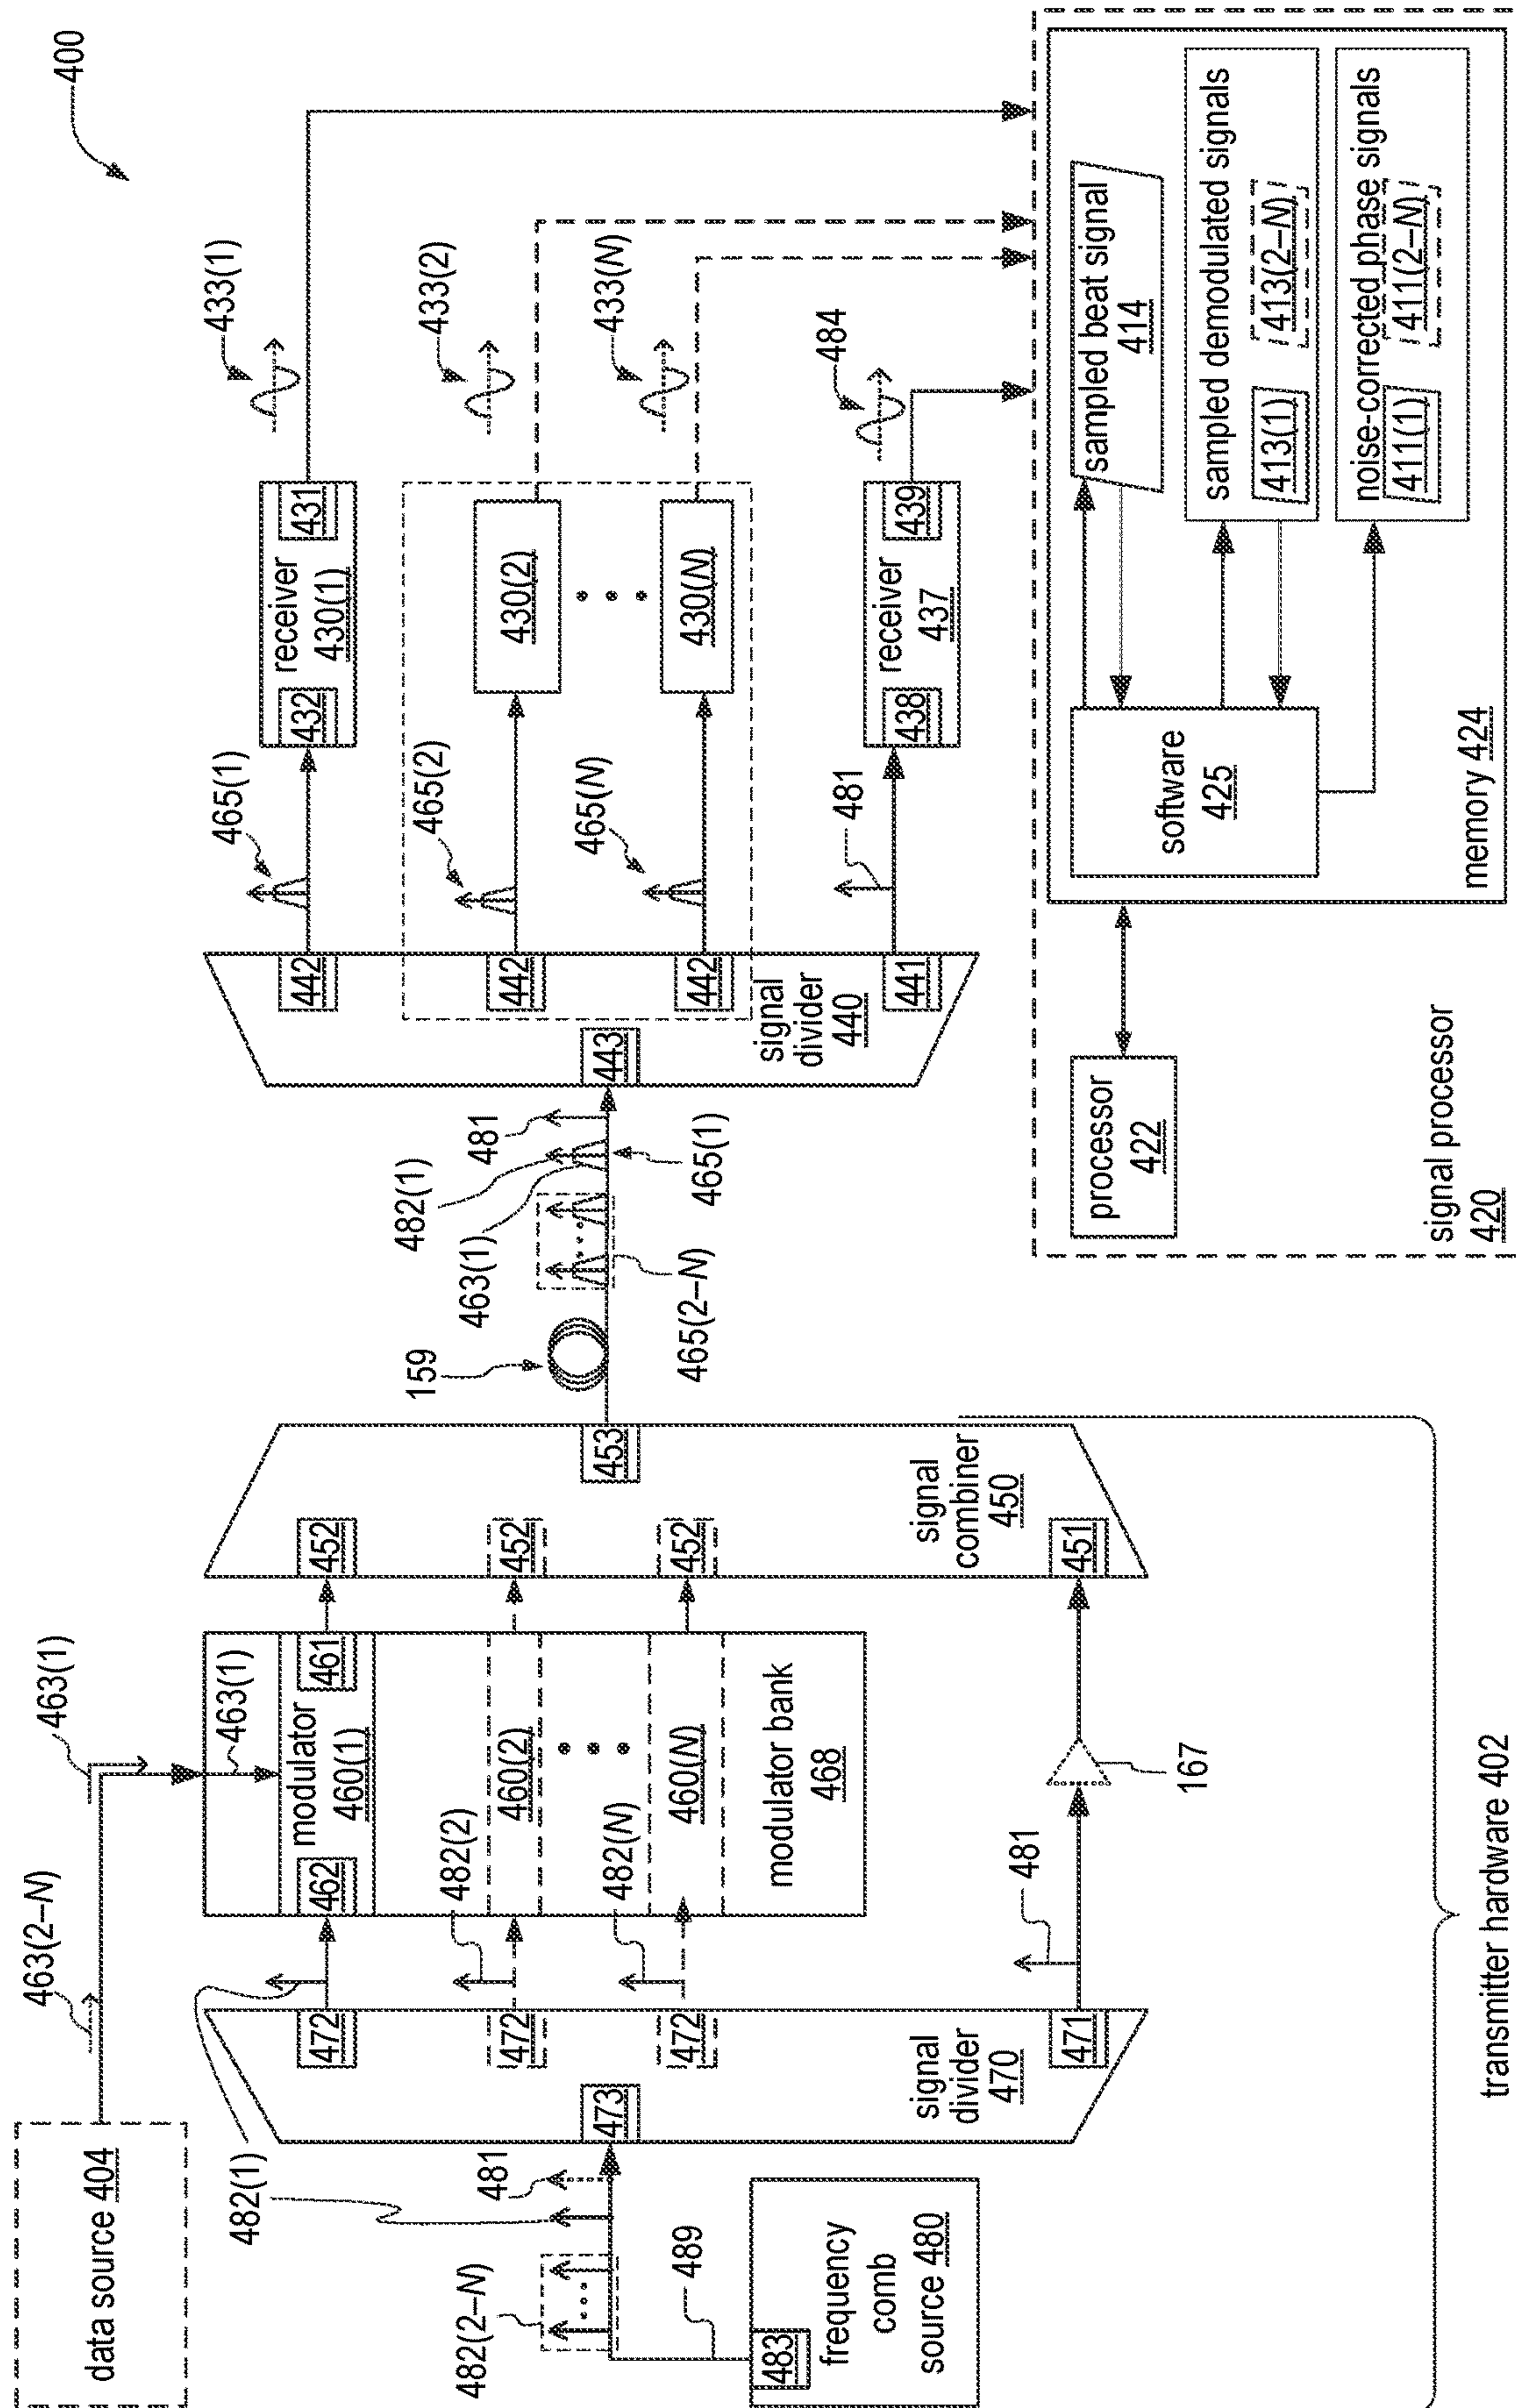 400
data source 404
463(2–N)
463(1)
463(1)
482(1)
482(2–N)
481
489
483
frequency
comb
source 480
473
signal
divider
470
472
472
472
471
482(2)
482(N)
481
462
modulator
460(1)
461
460(2)
460(N)
modulator bank
468
167
452
452
452
451
453
signal
combiner
450
transmitter hardware 402
159
465(2–N)
463(1)
482(1)
481
465(1)
443
signal
divider
440
442
442
442
441
465(1)
465(2)
465(N)
481
432
receiver
430(1)
431
430(2)
430(N)
438
receiver
437
439
433(1)
433(2)
433(N)
484
processor
422
signal processor
420
software
425
memory 424
sampled beat signal
414
sampled demodulated signals
413(1)
413(2–N)
noise-corrected phase signals
411(1)
411(2–N)